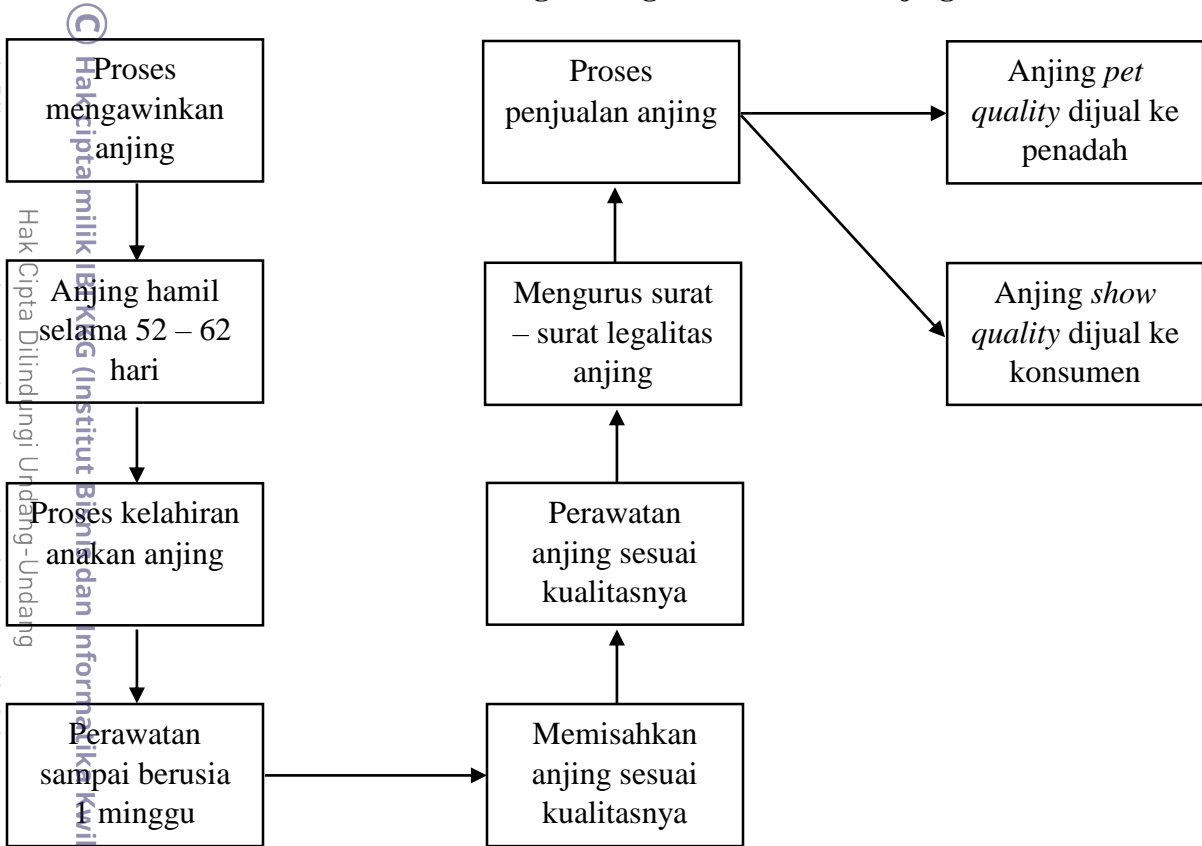 Proses
mengawinkan
anjing
Anjing hamil
selama 52 – 62
hari
Proses kelahiran
anakan anjing
Perawatan
sampai berusia
1 minggu
Memisahkan
anjing sesuai
kualitasnya
Perawatan
anjing sesuai
kualitasnya
Mengurus surat
– surat legalitas
anjing
Proses
penjualan anjing
Anjing pet
quality dijual ke
penadah
Anjing show
quality dijual ke
konsumen
© Hak cipta milik IBI KKG (Institut Bisnis dan Informatika Kwik
Hak Cipta Dilindungi Undang-Undang